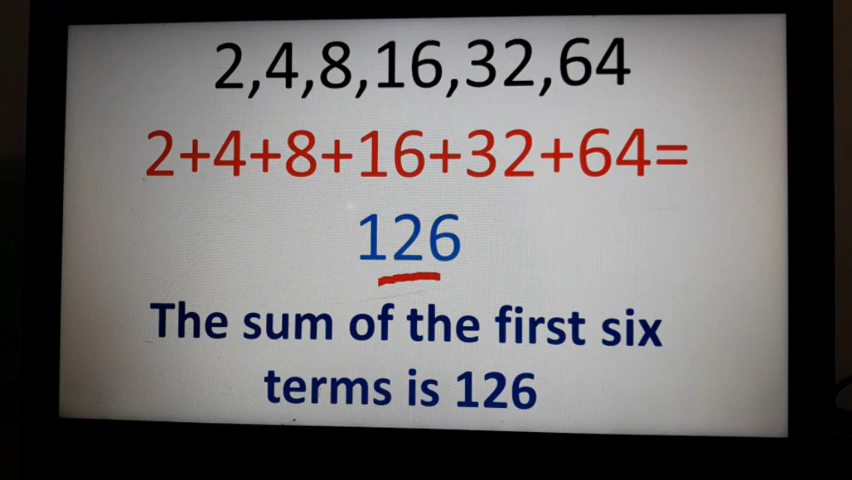 2,4,8,16,32,64
2+4+8+16+32+64=
126
The sum of the first six
terms is 126